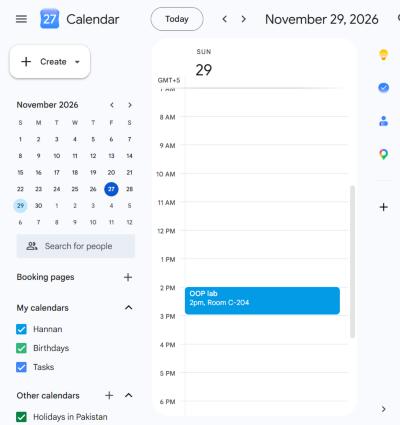 27 Calendar
Today
November 29, 2026
Create
November 2026
S M T W T F S
1 2 3 4 5 6 7
8 9 10 11 12 13 14
15 16 17 18 19 20 21
22 23 24 25 26 27 28
29 30 1 2 3 4 5
6 7 8 9 10 11 12
Search for people
Booking pages
My calendars
Hannan
Birthdays
Tasks
Other calendars
Holidays in Pakistan
SUN
29
GMT+5
8 AM
9 AM
10 AM
11 AM
12 PM
1 PM
2 PM
OOP lab
2pm, Room C-204
3 PM
4 PM
5 PM
6 PM